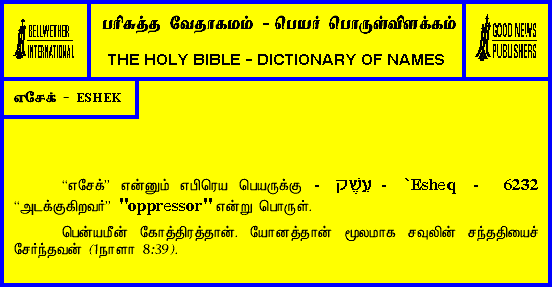 BELLWETHER
INTERNATIONAL
பரிசுத்த வேதாகமம் - பெயர் பொருள்விளக்கம்
THE HOLY BIBLE - DICTIONARY OF NAMES
GOOD NEWS
PUBLISHERS
எசேக் - ESHEK
“எசேக்” என்னும் எபிரெய பெயருக்கு - עֵשֶׁק - `Esheq - 6232
“அடக்குகிறவர்” "oppressor" என்று பொருள்.
பென்யமீன் கோத்திரத்தான். யோனத்தான் மூலமாக சவுலின் சந்ததியைச்
சேர்ந்தவன் (1நாளா 8:39).